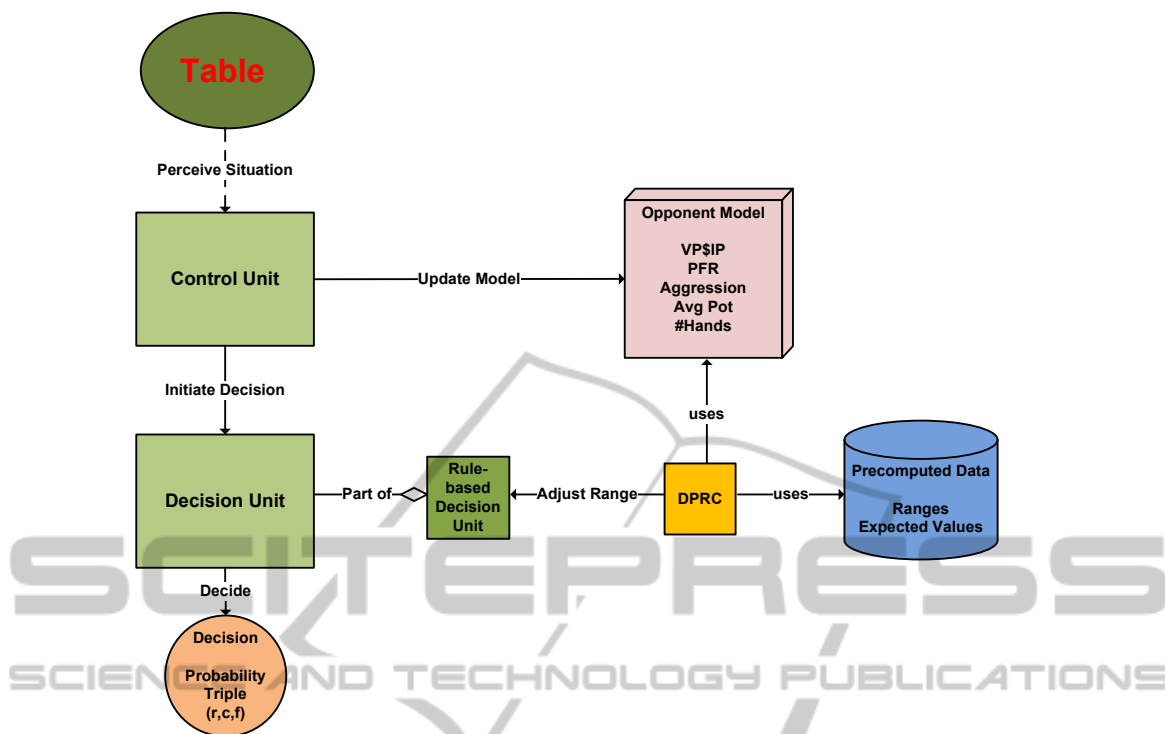 Table
Perceive Situation
Control Unit
Update Model
Opponent Model
VP$IP
PFR
Aggression
Avg Pot
#Hands
Initiate Decision
uses
Decision Unit
Part of
Rule-
based
Decision
Unit
Adjust Range
DPRC
uses
Precomputed Data
Ranges
Expected Values
Decide
Decision
Probability
Triple
(r,c,f)
SCITEPRESS
SCIENCE AND TECHNOLOGY PUBLICATIONS